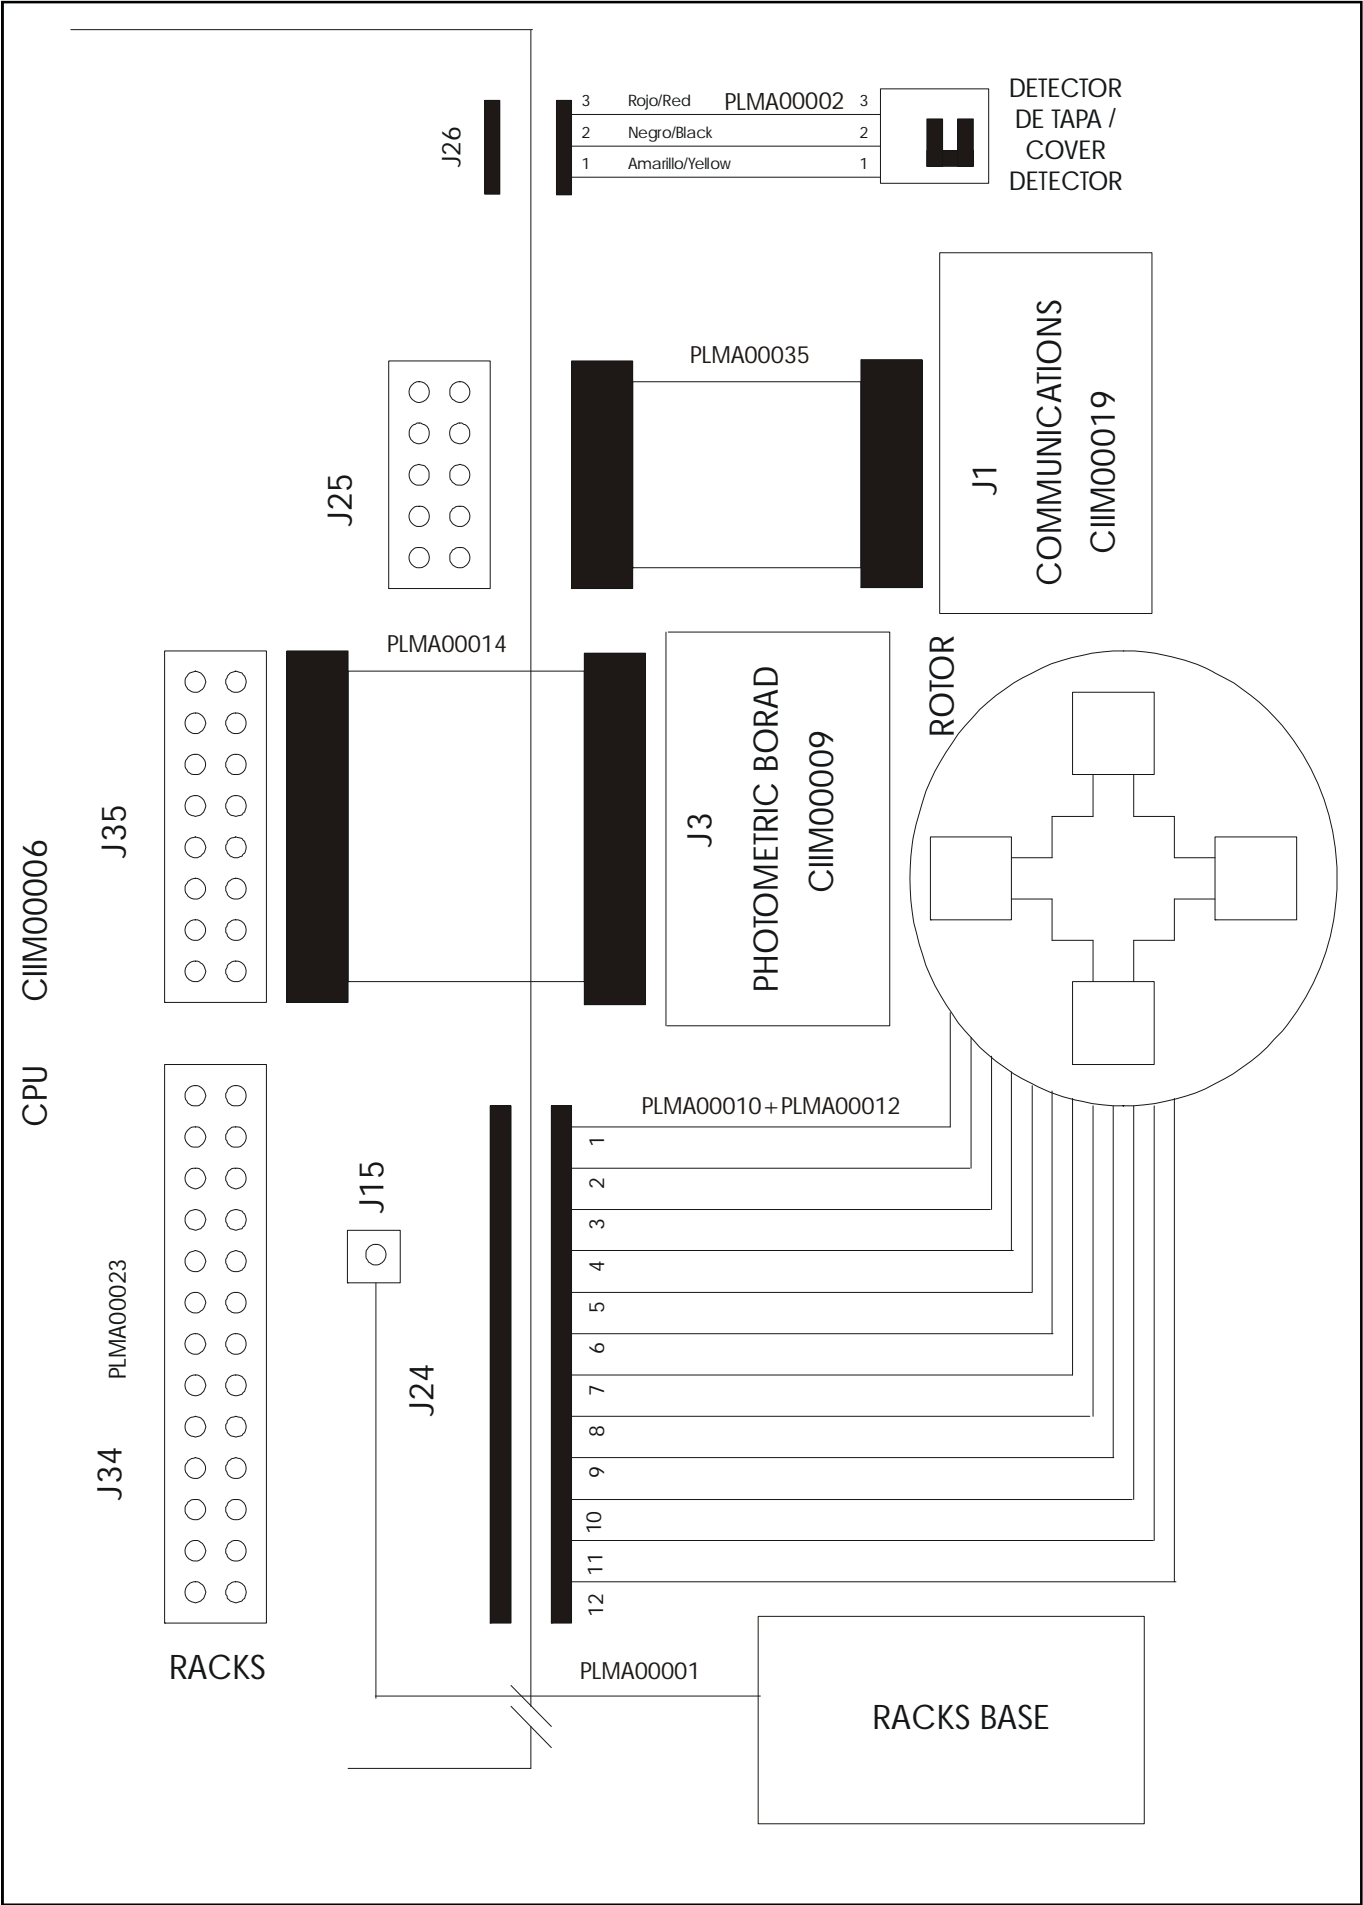 3 Rojo/Red PLMA00002 3
2 Negro/Black 2
1 Amarillo/Yellow 1
DETECTOR
DE TAPA /
COVER
DETECTOR
J26
PLMA00035
J25
J1
COMMUNICATIONS
CIIM00019
PLMA00014
J35
J3
PHOTOMETRIC BORAD
CIIM00009
ROTOR
CPU CIIM00006
PLMA00010+PLMA00012
1
2
3
4
5
6
7
8
9
10
11
12
J15
J24
J34 PLMA00023
RACKS
PLMA00001
RACKS BASE